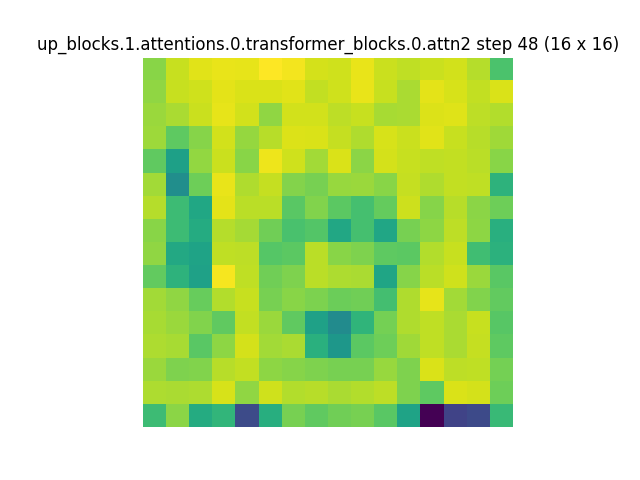 up_blocks.1.attentions.0.transformer_blocks.0.attn2 step 48 (16 x 16)